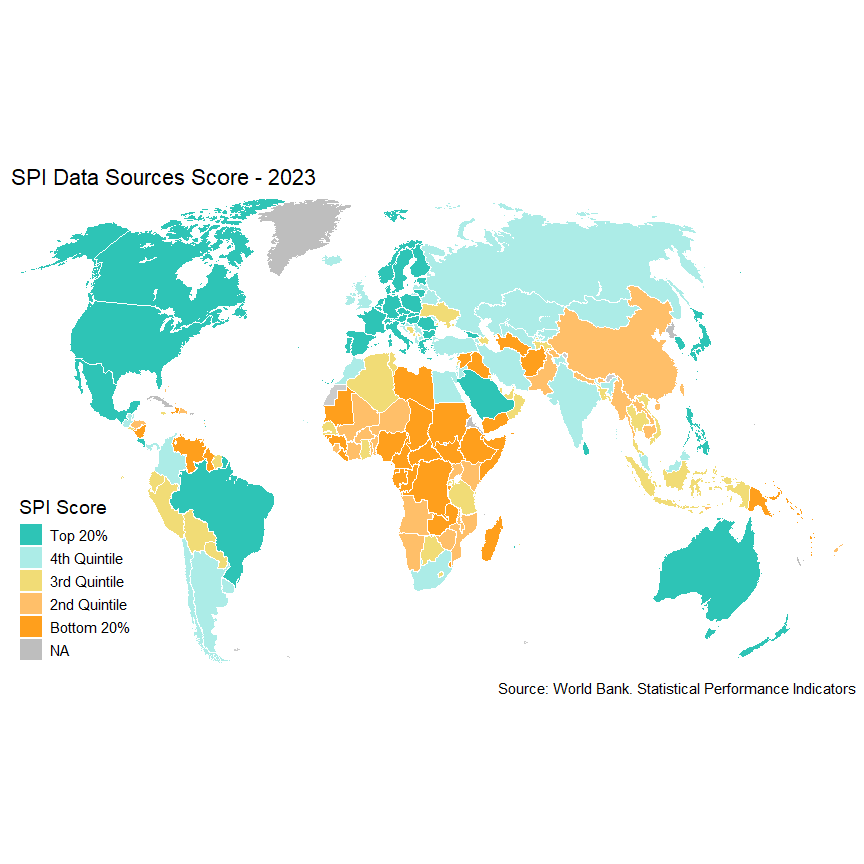 SPI Data Sources Score - 2023
SPI Score
Top 20%
4th Quintile
3rd Quintile
2nd Quintile
Bottom 20%
NA
Source: World Bank. Statistical Performance Indicators